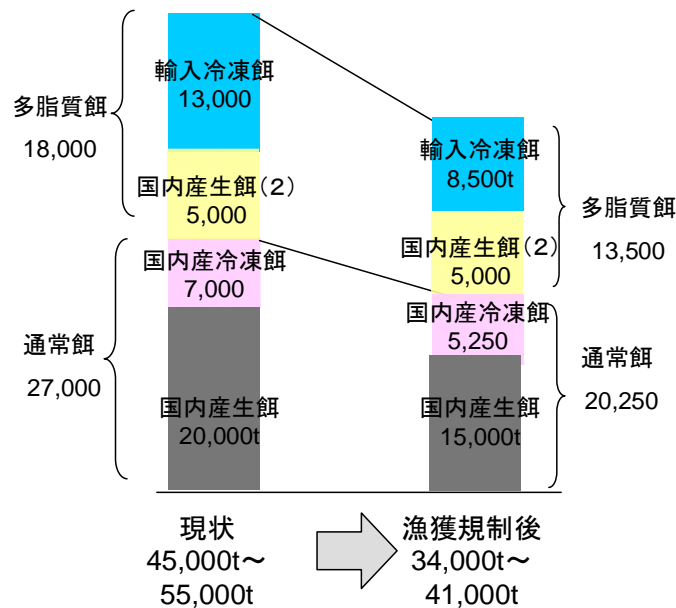 輸入冷凍餌
13,000
多脂質餌
18,000
国内産生餌(2)
5,000
国内産冷凍餌
7,000
通常餌
27,000
国内産生餌
20,000t
輸入冷凍餌
8,500t
多脂質餌
13,500
国内産生餌(2)
5,000
国内産冷凍餌
5,250
通常餌
20,250
国内産生餌
15,000t
現状
45,000t～
55,000t
漁獲規制後
34,000t～
41,000t